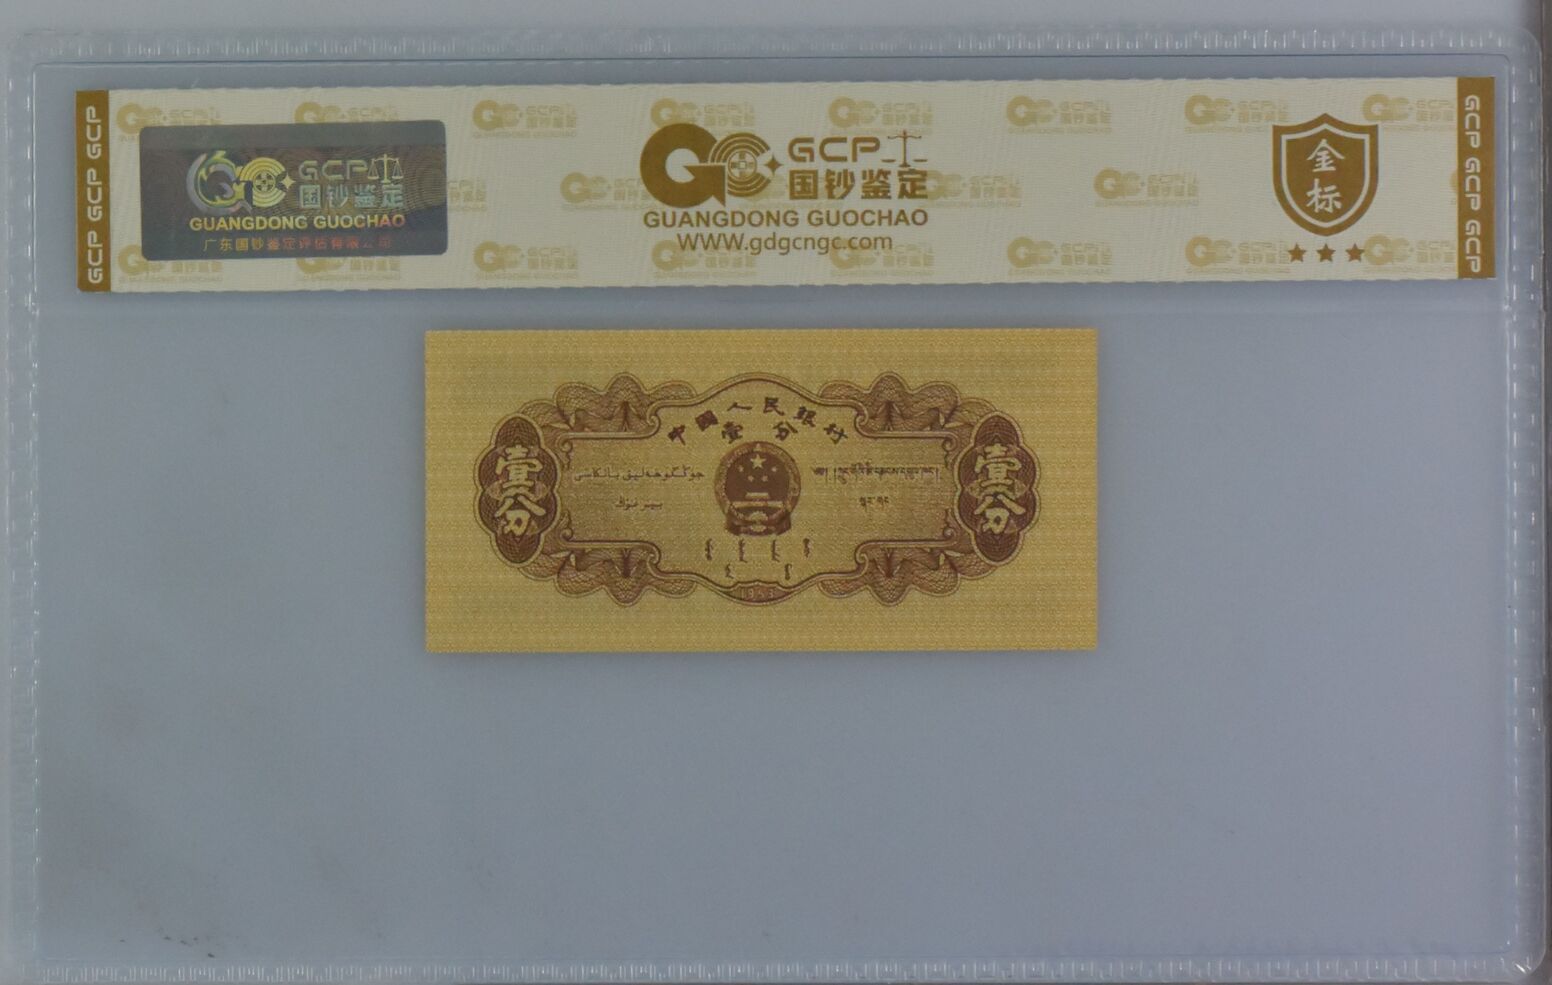 GCP GCP GCP
GCP
国钞鉴定
GUANGDONG GUOCHAO
广东国钞鉴定评估有限公司
GCP
国钞鉴定
GUANGDONG GUOCHAO
WWW.gdgcngc.com
金
标
GCP GCP GCP
中国人民银行
壹分
壹分
壹分
1953